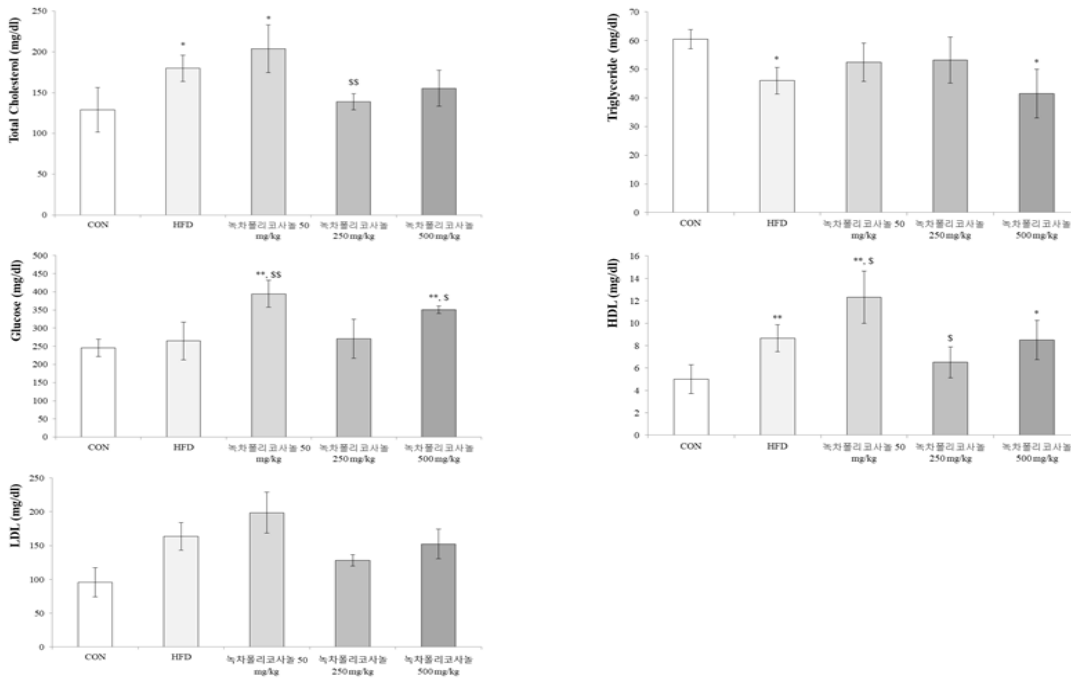 Total Cholesterol (mg/dl)
250
200
150
100
50
0
*
*
$$
CON
HFD
녹차폴리코사놀 50
mg/kg
녹차폴리코사놀
250 mg/kg
녹차폴리코사놀
500 mg/kg
Triglyceride (mg/dl)
70
60
50
40
30
20
10
0
*
*
CON
HFD
녹차폴리코사놀 50
mg/kg
녹차폴리코사놀
250 mg/kg
녹차폴리코사놀
500 mg/kg
Glucose (mg/dl)
500
450
400
350
300
250
200
150
100
50
0
**, $$
**, $
CON
HFD
녹차폴리코사놀 50
mg/kg
녹차폴리코사놀
250 mg/kg
녹차폴리코사놀
500 mg/kg
HDL (mg/dl)
16
14
12
10
8
6
4
2
0
**
**, $
$
*
CON
HFD
녹차폴리코사놀 50
mg/kg
녹차폴리코사놀
250 mg/kg
녹차폴리코사놀
500 mg/kg
LDL (mg/dl)
250
200
150
100
50
0
CON
HFD
녹차폴리코사놀 50
mg/kg
녹차폴리코사놀
250 mg/kg
녹차폴리코사놀
500 mg/kg